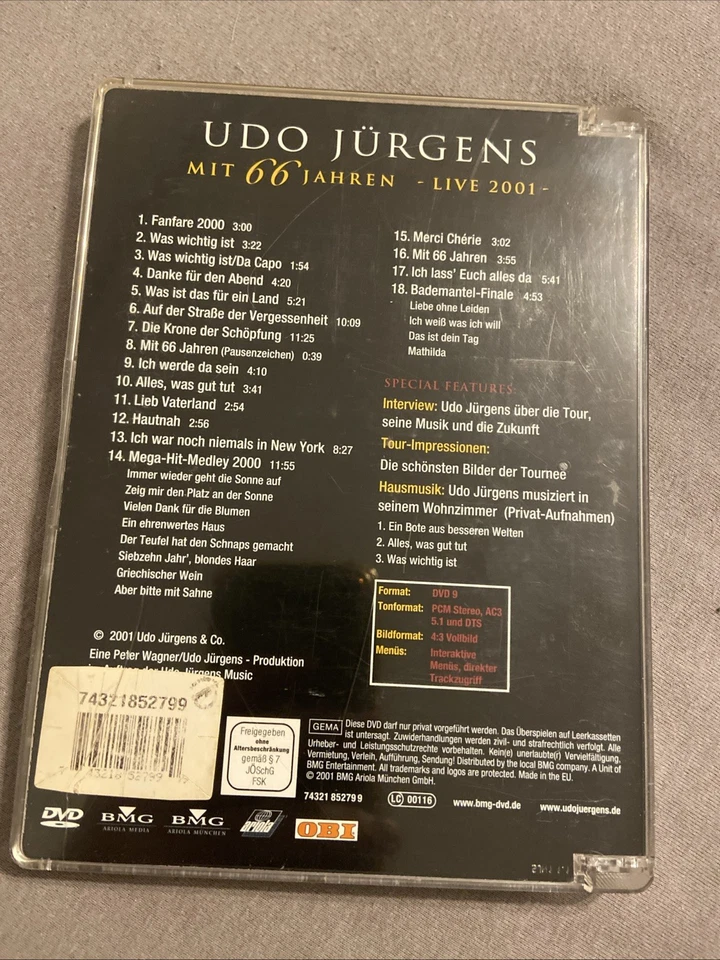 UDO JÜRGENS
MIT 66 JAHREN - LIVE 2001 -
1. Fanfare 2000 3:00
2. Was wichtig ist 3:22
3. Was wichtig ist/Da Capo 1:54
4. Danke für den Abend 4:20
5. Was ist das für ein Land 5:21
6. Auf der Straße der Vergessenheit 10:09
7. Die Krone der Schöpfung 11:25
8. Mit 66 Jahren (Pausenzeichen) 0:39
9. Ich werde da sein 4:10
10. Alles, was gut tut 3:41
11. Lieb Vaterland 2:54
12. Hautnah 2:56
13. Ich war noch niemals in New York 8:27
14. Mega-Hit-Medley 2000 11:55
Immer wieder geht die Sonne auf
Zeig mir den Platz an der Sonne
Vielen Dank für die Blumen
Ein ehrenwertes Haus
Der Teufel hat den Schnaps gemacht
Siebzehn Jahr', blondes Haar
Griechischer Wein
Aber bitte mit Sahne
15. Merci Chérie 3:02
16. Mit 66 Jahren 3:55
17. Ich lass' Euch alles da 5:41
18. Bademantel-Finale 4:53
Liebe ohne Leiden
Ich weiß was ich will
Das ist dein Tag
Mathilda
SPECIAL FEATURES:
Interview: Udo Jürgens über die Tour,
seine Musik und die Zukunft
Tour-Impressionen:
Die schönsten Bilder der Tournee
Hausmusik: Udo Jürgens musiziert in
seinem Wohnzimmer (Privat-Aufnahmen)
1. Ein Bote aus besseren Welten
2. Alles, was gut tut
3. Was wichtig ist
Format: DVD 9
Tonformat: PCM Stereo, AC3
5.1 und DTS
Bildformat: 4:3 Vollbild
Menüs: Interaktive
Menüs, direkter
Trackzugriff
© 2001 Udo Jürgens & Co.
Eine Peter Wagner/Udo Jürgens - Produktion
Udo Jürgens Music
74321852799
Freigegeben
ohne
Altersbeschränkung
gemäß § 7
JÖSchG
FSK
GEMA Diese DVD darf nur privat vorgeführt werden. Das Überspielen auf Leerkassetten
ist untersagt. Zuwiderhandlungen werden zivil- und strafrechtlich verfolgt. Alle
Urheber- und Leistungsschutzrechte vorbehalten. Kein(e) unerlaubte(r) Vervielfältigung,
Vermietung, Verleih, Aufführung, Sendung! Distributed by the local BMG company. A Unit of
BMG Entertainment. All trademarks and logos are protected. Made in the EU.
© 2001 BMG Ariola München GmbH.
74321 85279 9
LC 00116
www.bmg-dvd.de
www.udojuergens.de
DVD
BMG
ARIOLA MEDIA
BMG
ARIOLA MÜNCHEN
ariola
OBI